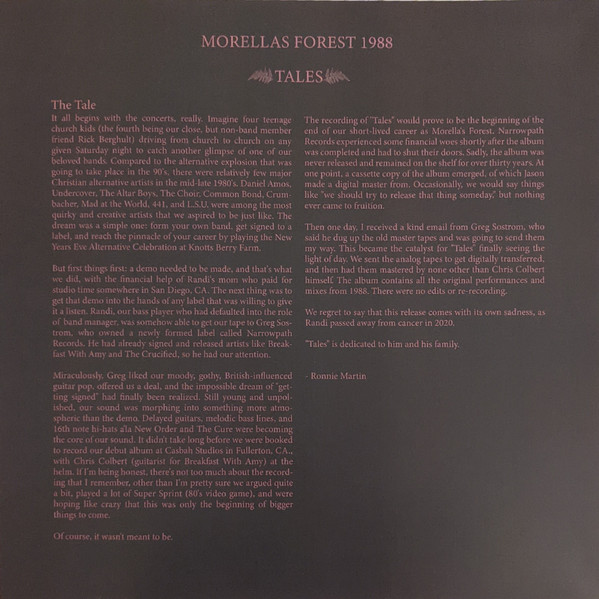 MORELLAS FOREST 1988
TALES
The Tale
It all begins with the concerts, really. Imagine four teenage
church kids (the fourth being our close, but non-band member
friend Rick Berghult) driving from church to church on any
given Saturday night to catch another glimpse of one of our
beloved bands. Compared to the alternative explosion that was
going to take place in the 90's, there were relatively few major
Christian alternative artists in the mid-late 1980's. Daniel Amos,
Undercover, The Altar Boys, The Choir, Common Bond, Crum-
bacher, Mad at the World, 441, and L.S.U. were among the most
quirky and creative artists that we aspired to be just like. The
dream was a simple one: form your own band, get signed to a
label, and reach the pinnacle of your career by playing the New
Years Eve Alternative Celebration at Knotts Berry Farm.
But first things first: a demo needed to be made, and that's what
we did, with the financial help of Randi's mom who paid for
studio time somewhere in San Diego, CA. The next thing was to
get that demo into the hands of any label that was willing to give
it a listen. Randi, our bass player who had defaulted into the role
of band manager, was somehow able to get our tape to Greg Sos-
trom, who owned a newly formed label called Narrowpath
Records. He had already signed and released artists like Break-
fast With Amy and The Crucified, so he had our attention.
Miraculously, Greg liked our moody, gothy, British-influenced
guitar pop, offered us a deal, and the impossible dream of "get-
ting signed" had finally been realized. Still young and unpol-
ished, our sound was morphing into something more atmo-
spheric than the demo. Delayed guitars, melodic bass lines, and
16th note hi-hats a'la New Order and The Cure were becoming
the core of our sound. It didn't take long before we were booked
to record our debut album at Casbah Studios in Fullerton, CA.,
with Chris Colbert (guitarist for Breakfast With Amy) at the
helm. If I'm being honest, there's not too much about the record-
ing that I remember, other than I'm pretty sure we argued quite
a bit, played a lot of Super Sprint (80's video game), and were
hoping like crazy that this was only the beginning of bigger
things to come.
Of course, it wasn't meant to be.
The recording of "Tales" would prove to be the beginning of the
end of our short-lived career as Morella's Forest. Narrowpath
Records experienced some financial woes shortly after the album
was completed and had to shut their doors. Sadly, the album was
never released and remained on the shelf for over thirty years. At
one point, a cassette copy of the album emerged, of which Jason
made a digital master from. Occasionally, we would say things
like "we should try to release that thing someday," but nothing
ever came to fruition.
Then one day, I received a kind email from Greg Sostrom, who
said he dug up the old master tapes and was going to send them
my way. This became the catalyst for "Tales" finally seeing the
light of day. We sent the analog tapes to get digitally transferred,
and then had them mastered by none other than Chris Colbert
himself. The album contains all the original performances and
mixes from 1988. There were no edits or re-recording.
We regret to say that this release comes with its own sadness, as
Randi passed away from cancer in 2020.
"Tales" is dedicated to him and his family.
- Ronnie Martin